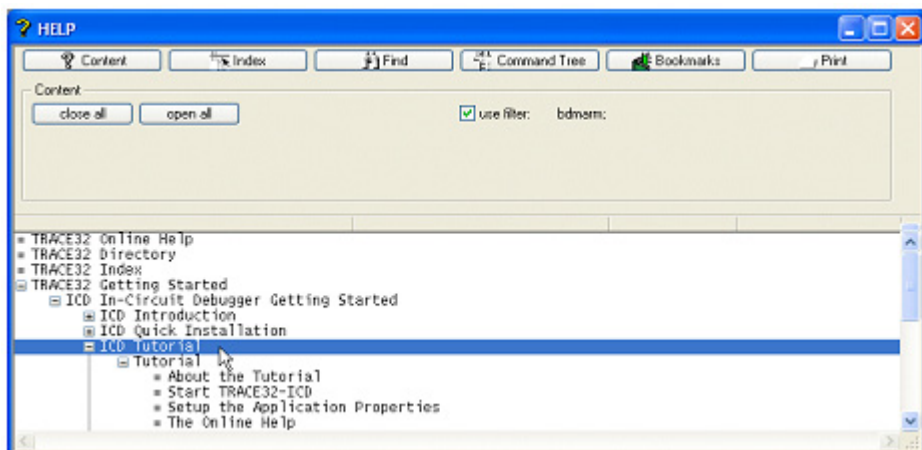 HELP
Content Index Find Command Tree Bookmarks Print
Content
close all open all use filter: bdmarm;
TRACE32 Online Help
TRACE32 Directory
TRACE32 Index
TRACE32 Getting Started
ICD In-Circuit Debugger Getting Started
ICD Introduction
ICD Quick Installation
ICD Tutorial
Tutorial
About the Tutorial
Start TRACE32-ICD
Setup the Application Properties
The Online Help